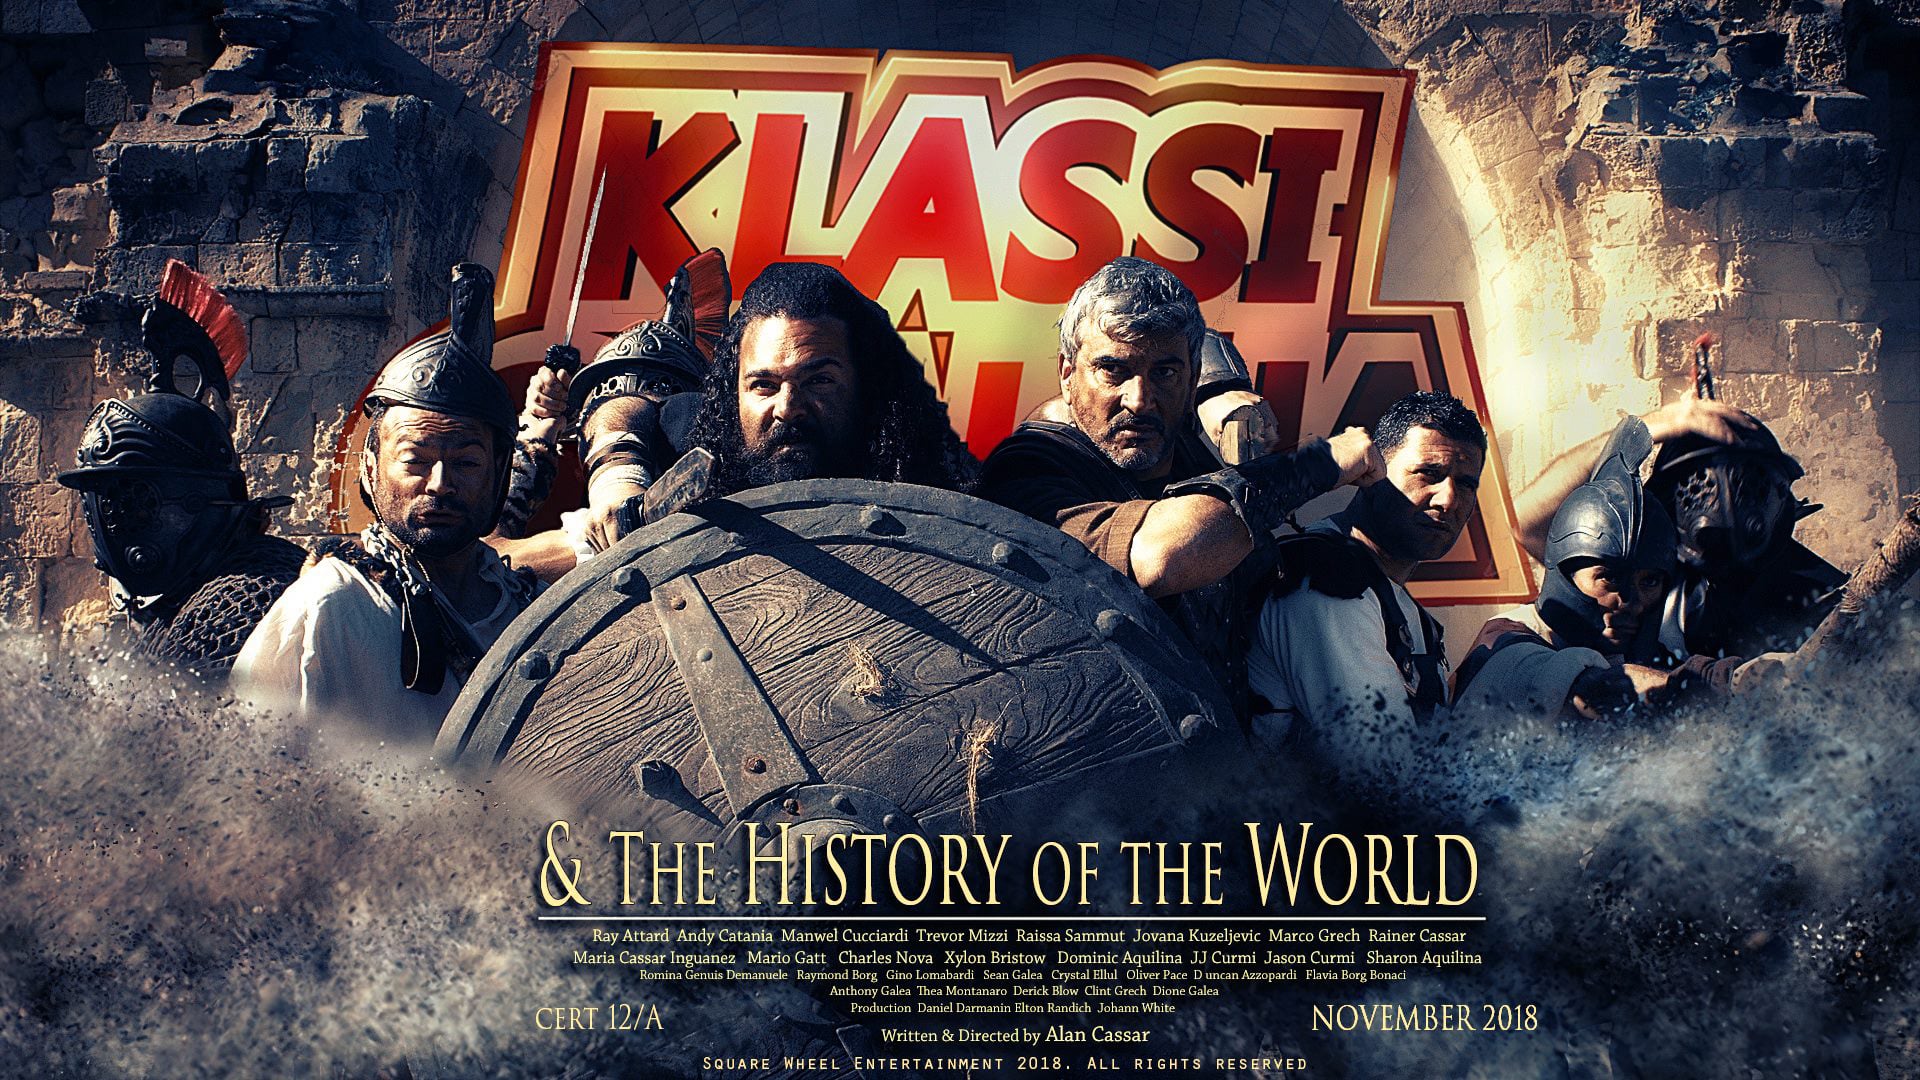 KLASSI
& THE HISTORY OF THE WORLD
Ray Attard Andy Catania Manwel Cucciardi Trevor Mizzi Raissa Sammut Jovana Kuzeljevic Marco Grech Rainer Cassar
Maria Cassar Inguanez Mario Gatt Charles Nova Xylon Bristow Dominic Aquilina JJ Curmi Jason Curmi Sharon Aquilina
Romina Genuis Demanuele Raymond Borg Gino Lombardi Sean Galea Crystal Ellul Oliver Pace D uncan Azzopardi Flavia Borg Bonaci
Anthony Galea Thea Montanaro Derick Blow Clint Grech Dione Galea
Production Daniel Darmanin Elton Randich Johann White
CERT 12/A
NOVEMBER 2018
Written & Directed by Alan Cassar
SQUARE WHEEL ENTERTAINMENT 2018. ALL RIGHTS RESERVED